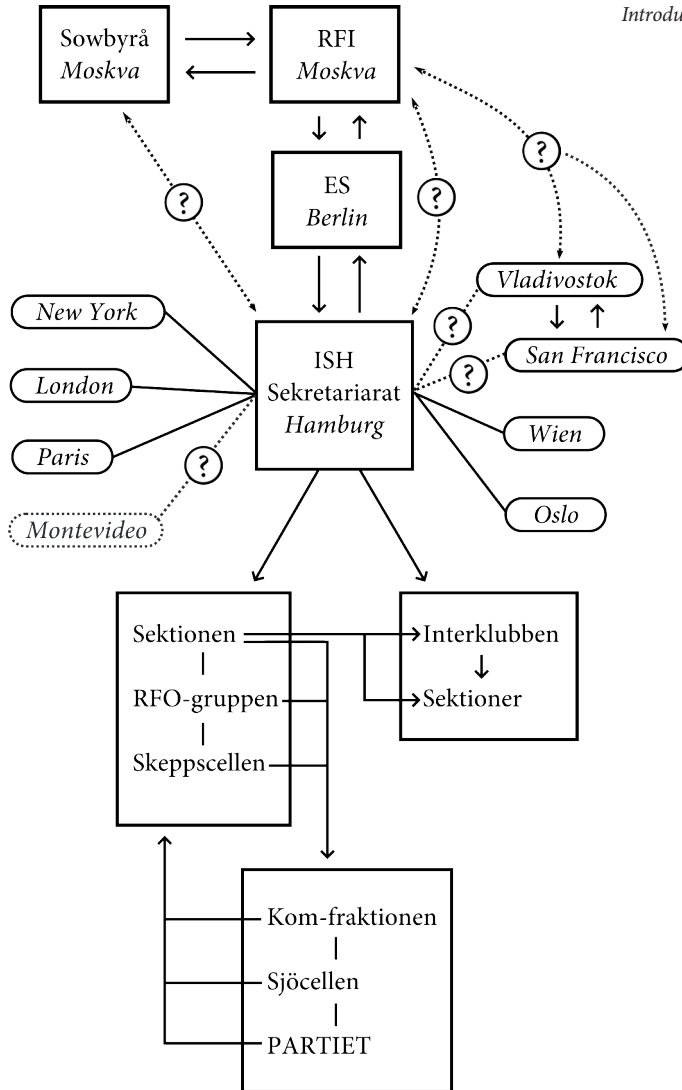 Introdu
Sowbyrå
Moskva
RFI
Moskva
?
?
?
ES
Berlin
Vladivostok
New York
?
San Francisco
?
ISH
Sekretariarat
Hamburg
London
Wien
Paris
?
Montevideo
Oslo
Sektionen
RFO-gruppen
Skeppscellen
Interklubben
Sektioner
Kom-fraktionen
Sjöcellen
PARTIET